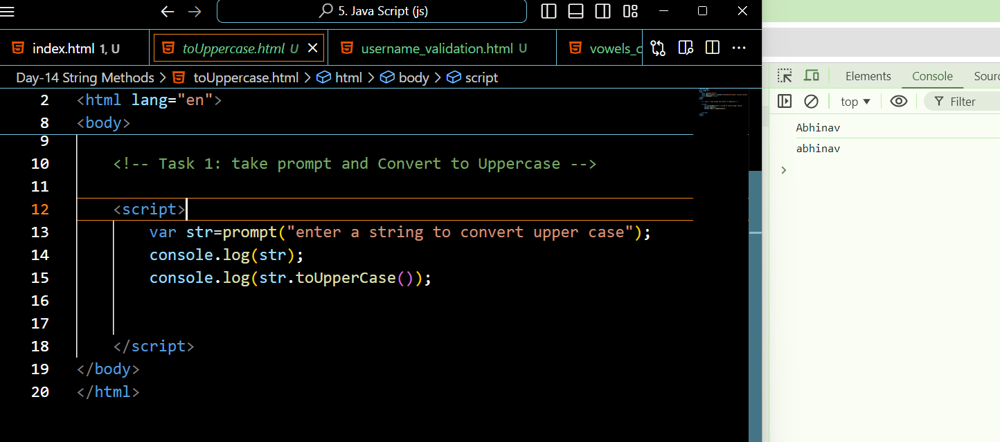 5. Java Script (js)
index.html 1, U
toUppercase.html U
username_validation.html U
vowels_c
Day-14 String Methods > toUppercase.html > html > body > script
2 <html lang="en">
8 <body>
9
10 <!-- Task 1: take prompt and Convert to Uppercase -->
11
12 <script>
13 var str=prompt("enter a string to convert upper case");
14 console.log(str);
15 console.log(str.toUpperCase());
16
17
18 </script>
19 </body>
20 </html>
Elements Console Sour
top Filter
Abhinav
abhinav
>